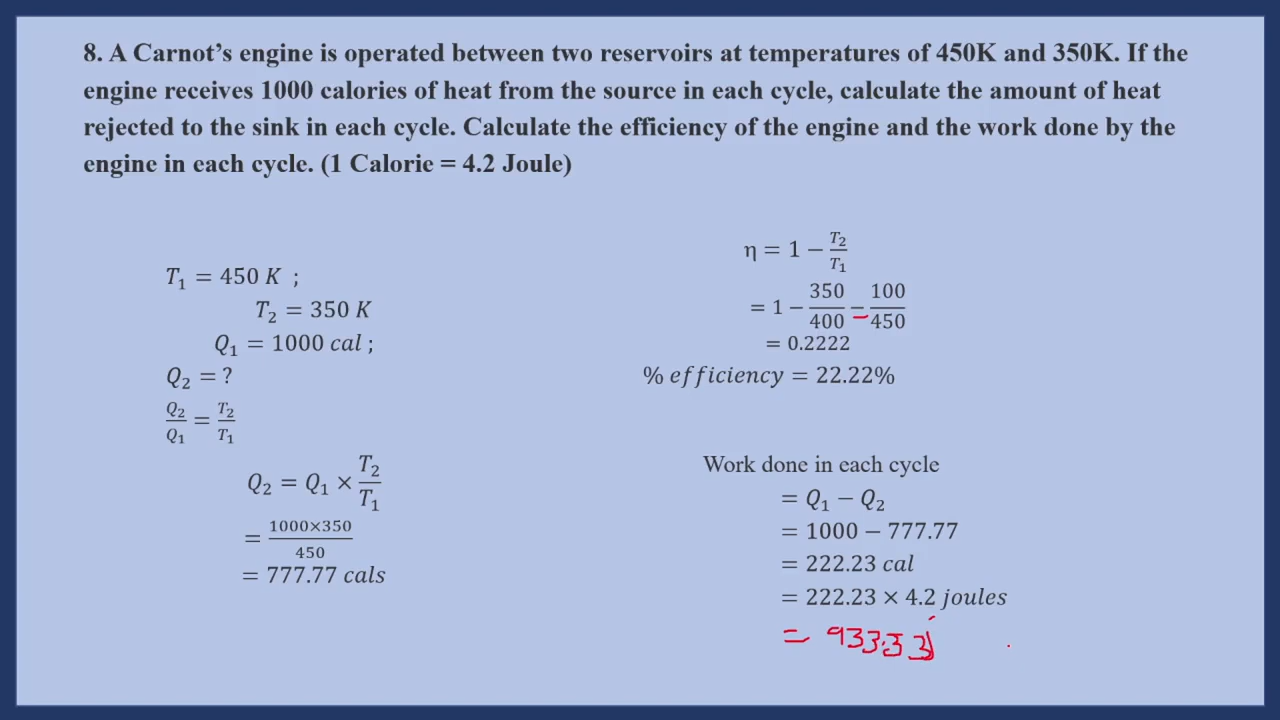 8. A Carnot’s engine is operated between two reservoirs at temperatures of 450K and 350K. If the
engine receives 1000 calories of heat from the source in each cycle, calculate the amount of heat
rejected to the sink in each cycle. Calculate the efficiency of the engine and the work done by the
engine in each cycle. (1 Calorie = 4.2 Joule)
T₁ = 450 K ;
T₂ = 350 K
Q₁ = 1000 cal ;
Q₂ = ?
Q₂/Q₁ = T₂/T₁
Q₂ = Q₁ × T₂/T₁
= 1000×350/450
= 777.77 cals
η = 1 − T₂/T₁
= 1 − 350/400 = 100/450
= 0.2222
% efficiency = 22.22%
Work done in each cycle
= Q₁ − Q₂
= 1000 − 777.77
= 222.23 cal
= 222.23 × 4.2 joules
= 933.33j